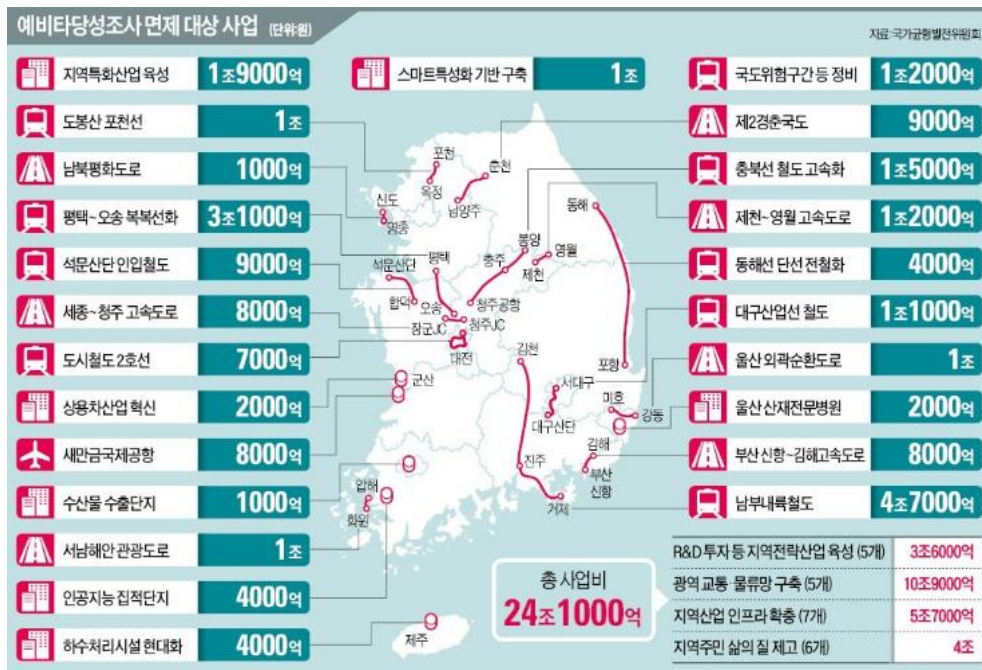 예비타당성조사 면제 대상 사업 (단위:원)
자료:국가균형발전위원회
지역특화산업 육성 1조9000억
도봉산 포천선 1조
남북평화도로 1000억
평택~오송 복복선화 3조1000억
석문산단 인입철도 9000억
세종~청주 고속도로 8000억
도시철도 2호선 7000억
상용차산업 혁신 2000억
새만금국제공항 8000억
수산물 수출단지 1000억
서남해안 관광도로 1조
인공지능 집적단지 4000억
하수처리시설 현대화 4000억
스마트특성화 기반 구축 1조
포천
옥정
춘천
남양주
신도
영종
동해
봉양
영월
충주
제천
석문산단
평택
합덕
오송
청주공항
장군JC
청주JC
대전
김천
포항
군산
서대구
대구산단
미호
강동
진주
김해
부산
신항
거제
압해
화원
제주
국도위험구간 등 정비 1조2000억
제2경춘국도 9000억
충북선 철도 고속화 1조5000억
제천~영월 고속도로 1조2000억
동해선 단선 전철화 4000억
대구산업선 철도 1조1000억
울산 외곽순환도로 1조
울산 산재전문병원 2000억
부산 신항~김해고속도로 8000억
남부내륙철도 4조7000억
총 사업비
24조1000억
R&D 투자 등 지역전략산업 육성 (5개) 3조6000억
광역 교통·물류망 구축 (5개) 10조9000억
지역산업 인프라 확충 (7개) 5조7000억
지역주민 삶의 질 제고 (6개) 4조